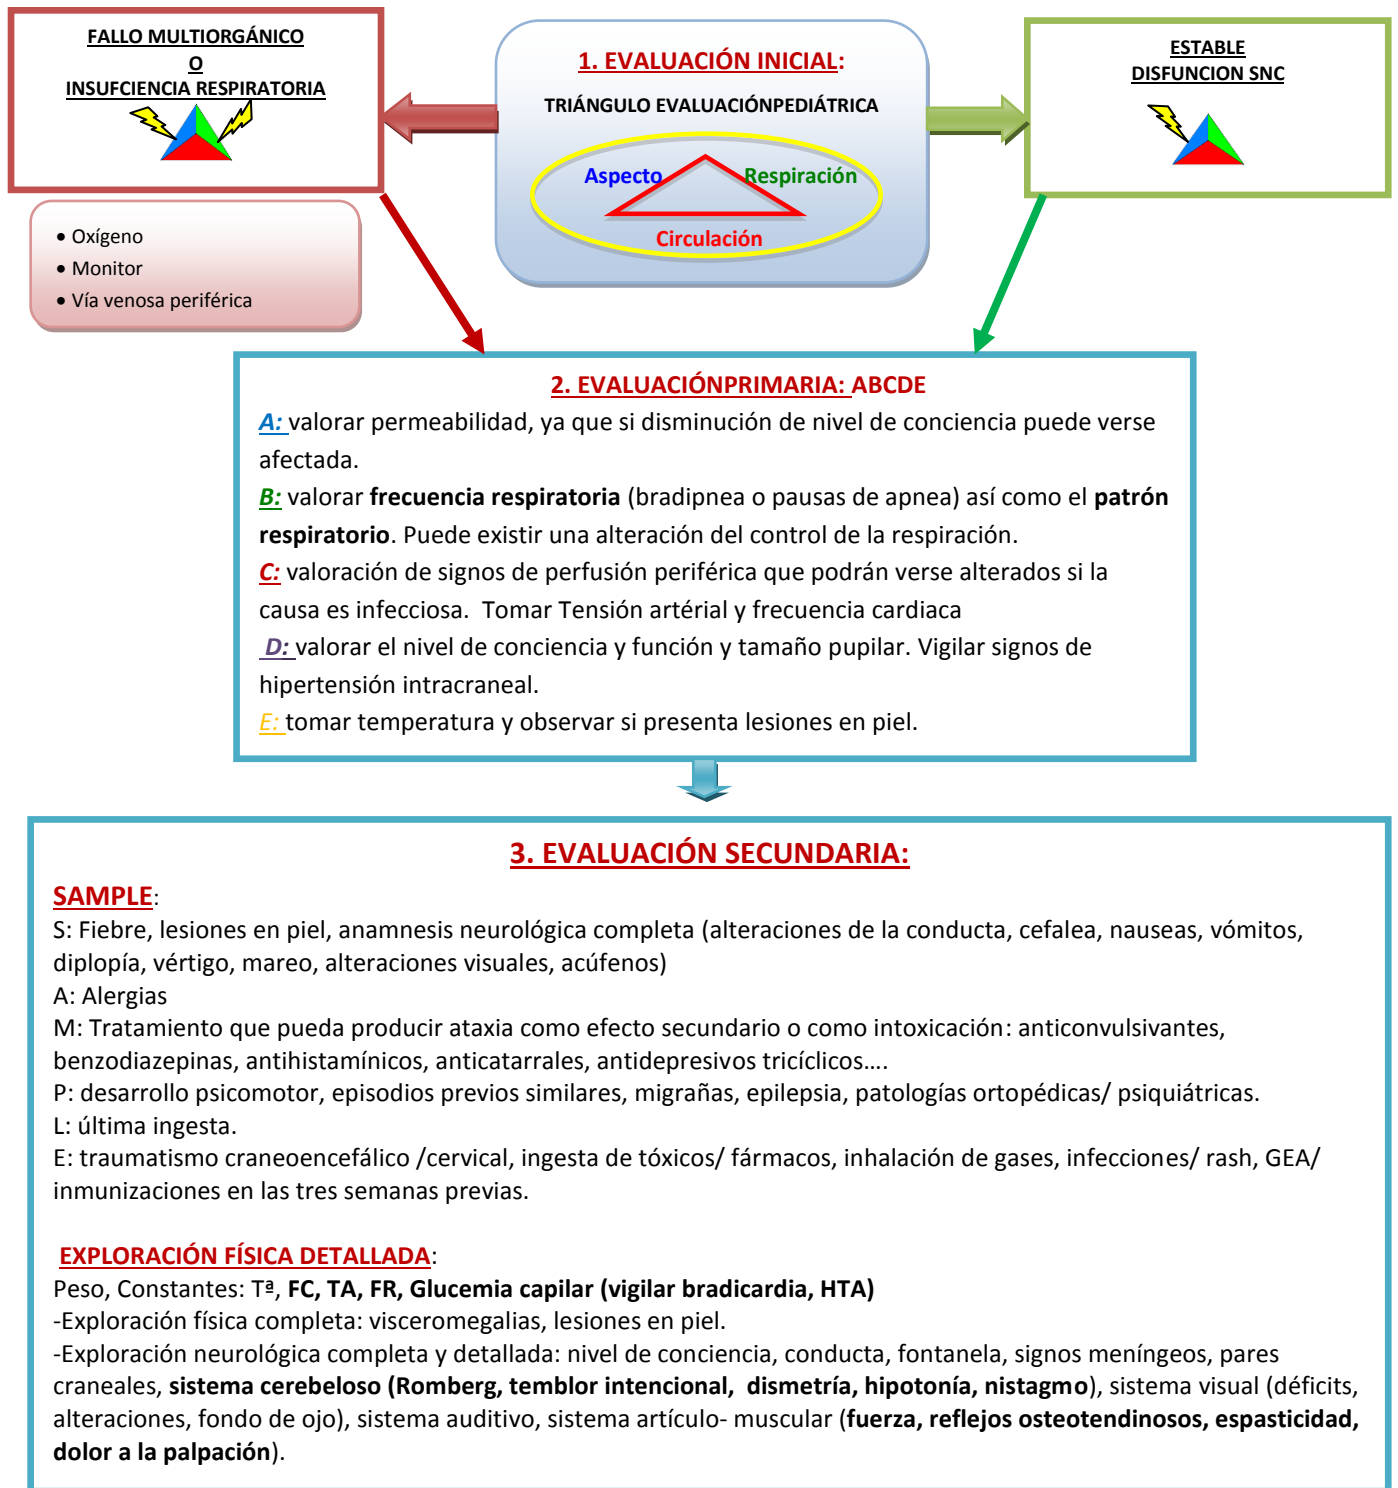 FALLO MULTIORGÁNICO
O
INSUFCIENCIA RESPIRATORIA
• Oxígeno
• Monitor
• Vía venosa periférica
1. EVALUACIÓN INICIAL:
TRIÁNGULO EVALUACIÓNPEDIÁTRICA
Aspecto
Respiración
Circulación
ESTABLE
DISFUNCION SNC
2. EVALUACIÓNPRIMARIA: ABCDE
A: valorar permeabilidad, ya que si disminución de nivel de conciencia puede verse
afectada.
B: valorar frecuencia respiratoria (bradipnea o pausas de apnea) así como el patrón
respiratorio. Puede existir una alteración del control de la respiración.
C: valoración de signos de perfusión periférica que podrán verse alterados si la
causa es infecciosa. Tomar Tensión artérial y frecuencia cardiaca
D: valorar el nivel de conciencia y función y tamaño pupilar. Vigilar signos de
hipertensión intracraneal.
E: tomar temperatura y observar si presenta lesiones en piel.
3. EVALUACIÓN SECUNDARIA:
SAMPLE:
S: Fiebre, lesiones en piel, anamnesis neurológica completa (alteraciones de la conducta, cefalea, nauseas, vómitos,
diplopía, vértigo, mareo, alteraciones visuales, acúfenos)
A: Alergias
M: Tratamiento que pueda producir ataxia como efecto secundario o como intoxicación: anticonvulsivantes,
benzodiazepinas, antihistamínicos, anticatarrales, antidepresivos tricíclicos….
P: desarrollo psicomotor, episodios previos similares, migrañas, epilepsia, patologías ortopédicas/ psiquiátricas.
L: última ingesta.
E: traumatismo craneoencefálico /cervical, ingesta de tóxicos/ fármacos, inhalación de gases, infecciones/ rash, GEA/
inmunizaciones en las tres semanas previas.
EXPLORACIÓN FÍSICA DETALLADA:
Peso, Constantes: Tª, FC, TA, FR, Glucemia capilar (vigilar bradicardia, HTA)
-Exploración física completa: visceromegalias, lesiones en piel.
-Exploración neurológica completa y detallada: nivel de conciencia, conducta, fontanela, signos meníngeos, pares
craneales, sistema cerebeloso (Romberg, temblor intencional, dismetría, hipotonía, nistagmo), sistema visual (déficits,
alteraciones, fondo de ojo), sistema auditivo, sistema artículo- muscular (fuerza, reflejos osteotendinosos, espasticidad,
dolor a la palpación).